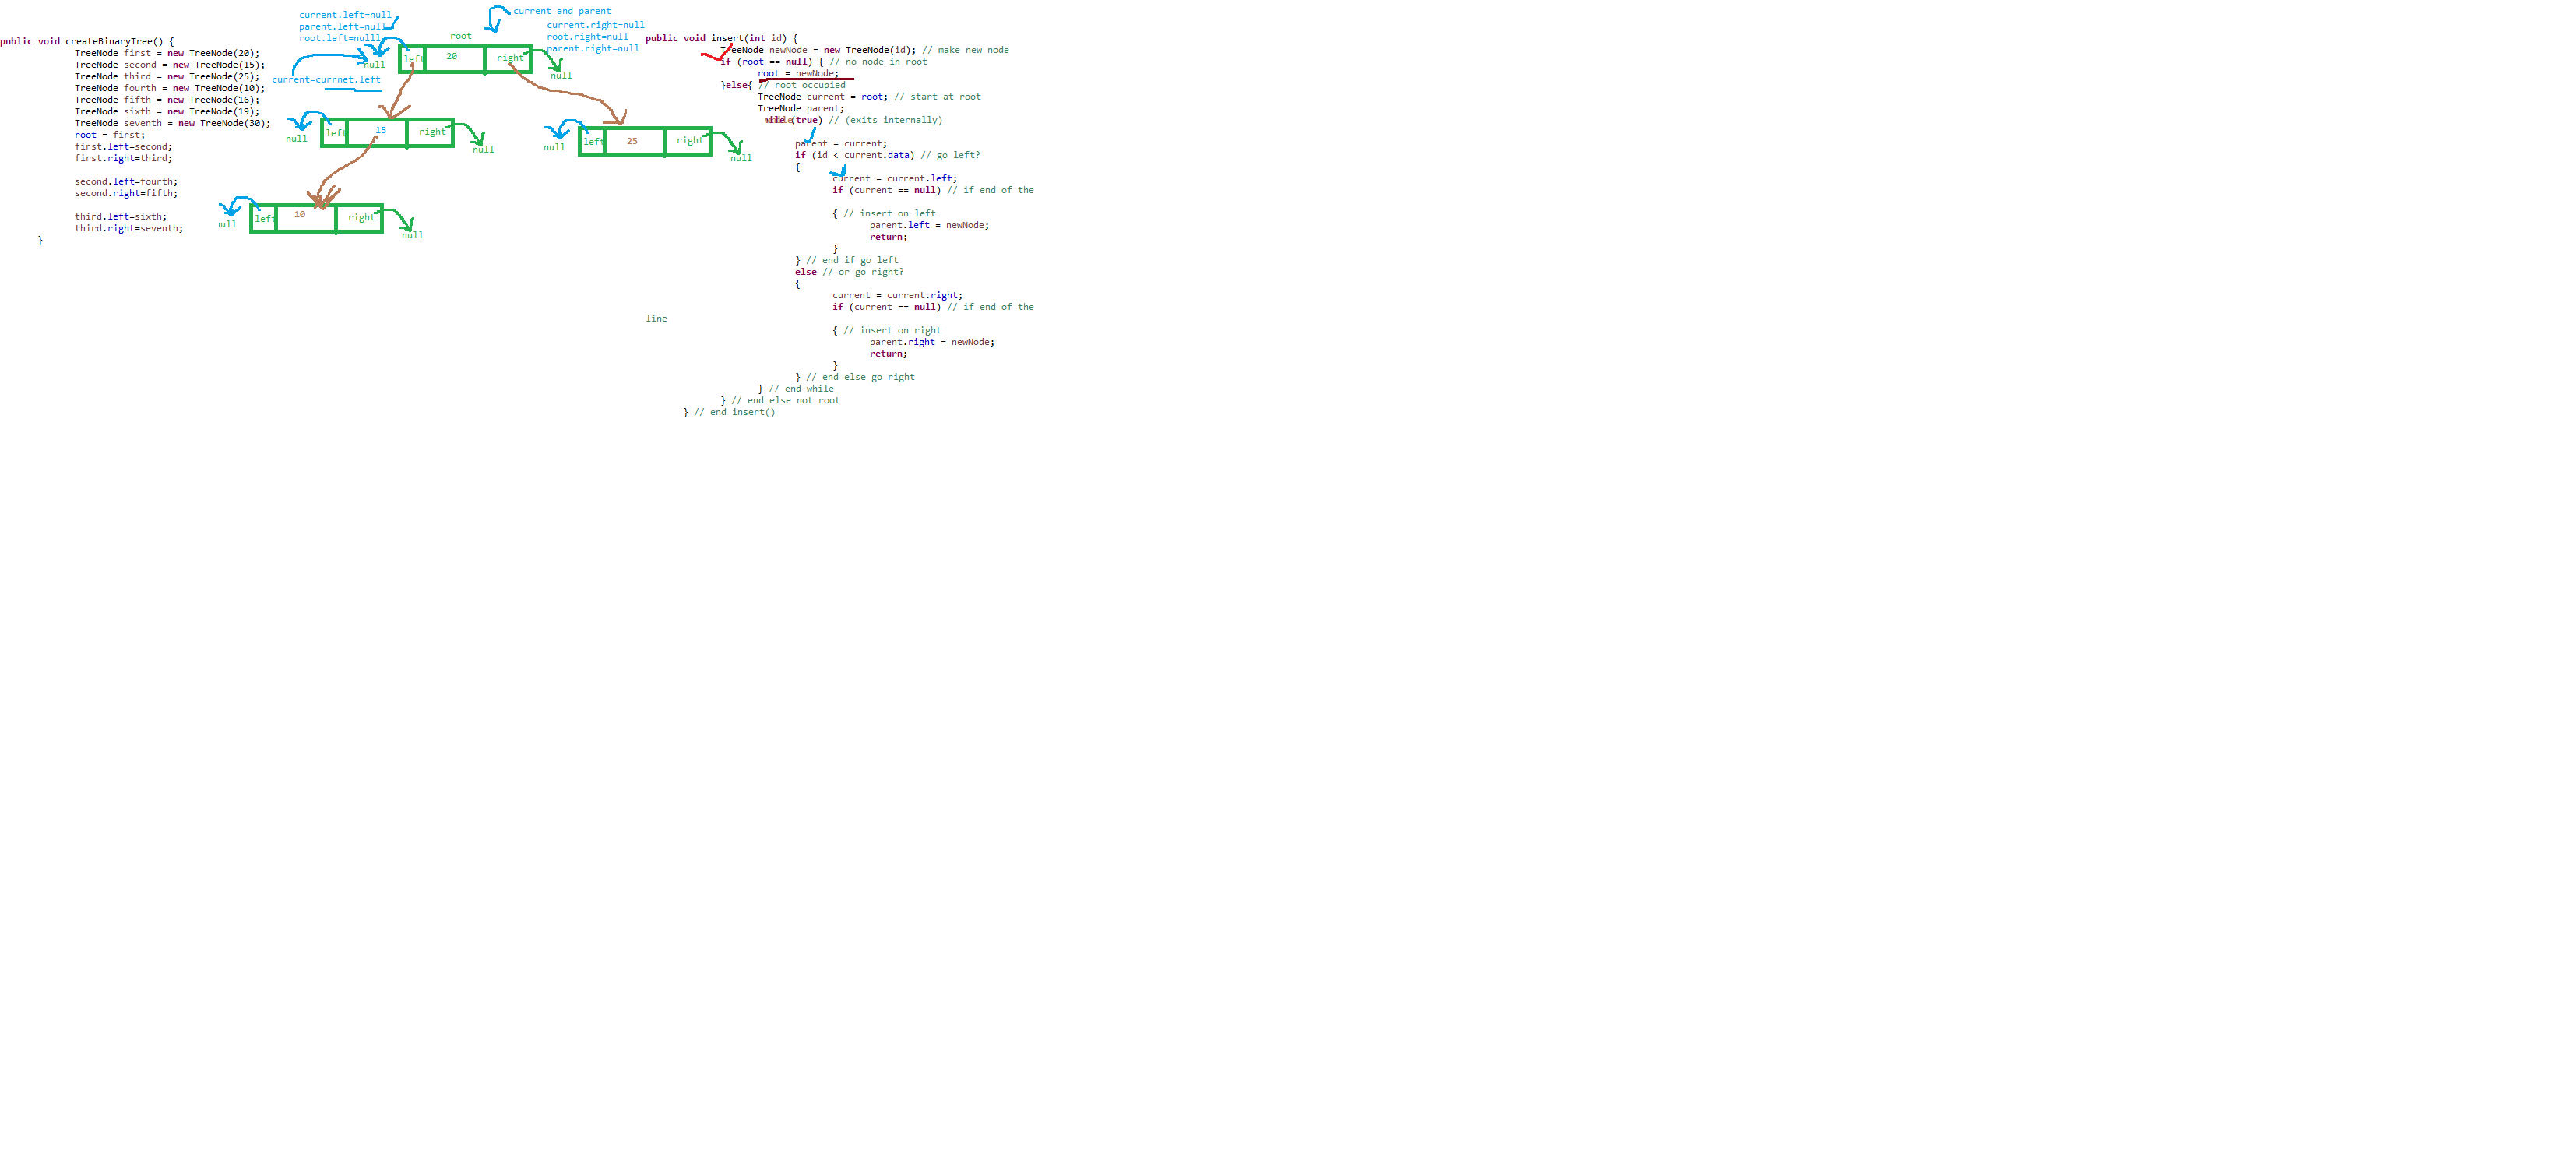 public void createBinaryTree() {
TreeNode first = new TreeNode(20);
TreeNode second = new TreeNode(15);
TreeNode third = new TreeNode(25);
TreeNode fourth = new TreeNode(10);
TreeNode fifth = new TreeNode(16);
TreeNode sixth = new TreeNode(19);
TreeNode seventh = new TreeNode(30);
root = first;
first.left=second;
first.right=third;
second.left=fourth;
second.right=fifth;
third.left=sixth;
third.right=seventh;
}
current.left=null
parent.left=null
root.left=nulll
current and parent
current.right=null
root.right=null
parent.right=null
root
null
left 20 right
null
current=currnet.left
null
left 15 right
null
null
left 25 right
null
null
left 10 right
null
public void insert(int id) {
TreeNode newNode = new TreeNode(id); // make new node
if (root == null) { // no node in root
root = newNode;
}else{ // root occupied
TreeNode current = root; // start at root
TreeNode parent;
while (true) // (exits internally)
parent = current;
if (id < current.data) // go left?
{
current = current.left;
if (current == null) // if end of the
{ // insert on left
parent.left = newNode;
return;
}
} // end if go left
else // or go right?
{
current = current.right;
if (current == null) // if end of the
line
{ // insert on right
parent.right = newNode;
return;
}
} // end else go right
} // end while
} // end else not root
} // end insert()